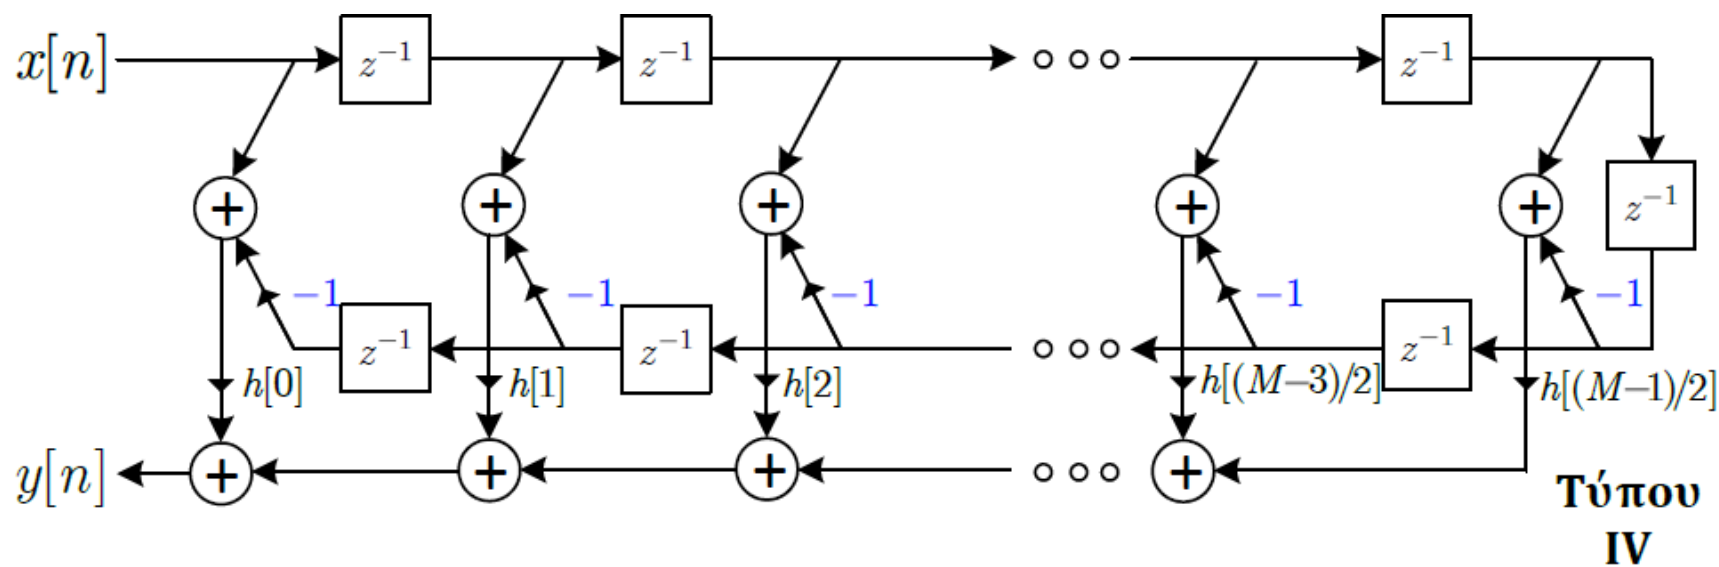 x[n] z⁻¹ z⁻¹ z⁻¹
+ + + + + z⁻¹
−1 −1 −1 −1 −1
z⁻¹ z⁻¹ z⁻¹
h[0] h[1] h[2] h[(M−3)/2] h[(M−1)/2]
y[n] + + + +
Τύπου
IV